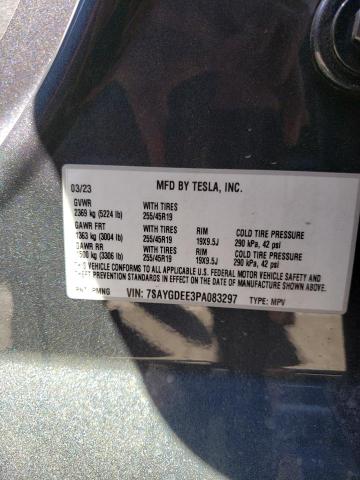 03/23 MFD BY TESLA, INC.
GVWR WITH TIRES
2369 kg (5224 lb) 255/45R19
GAWR FRT WITH TIRES RIM COLD TIRE PRESSURE
1363 kg (3004 lb) 255/45R19 19X9.5J 290 kPa, 42 psi
GAWR RR WITH TIRES RIM COLD TIRE PRESSURE
1500 kg (3306 lb) 255/45R19 19X9.5J 290 kPa, 42 psi
THIS VEHICLE CONFORMS TO ALL APPLICABLE U.S. FEDERAL MOTOR VEHICLE SAFETY AND
THEFT PREVENTION STANDARDS IN EFFECT ON THE DATE OF MANUFACTURE SHOWN ABOVE.
PMNG VIN: 7SAYGDEE3PA083297 TYPE: MPV